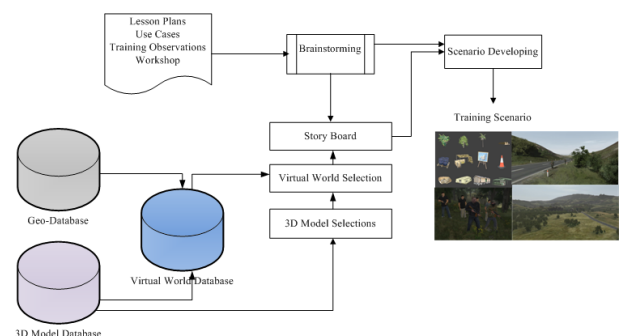 Lesson Plans
Use Cases
Training Observations
Workshop
Brainstorming
Scenario Developing
Training Scenario
Story Board
Virtual World Selection
3D Model Selections
Geo-Database
Virtual World Database
3D Model Database